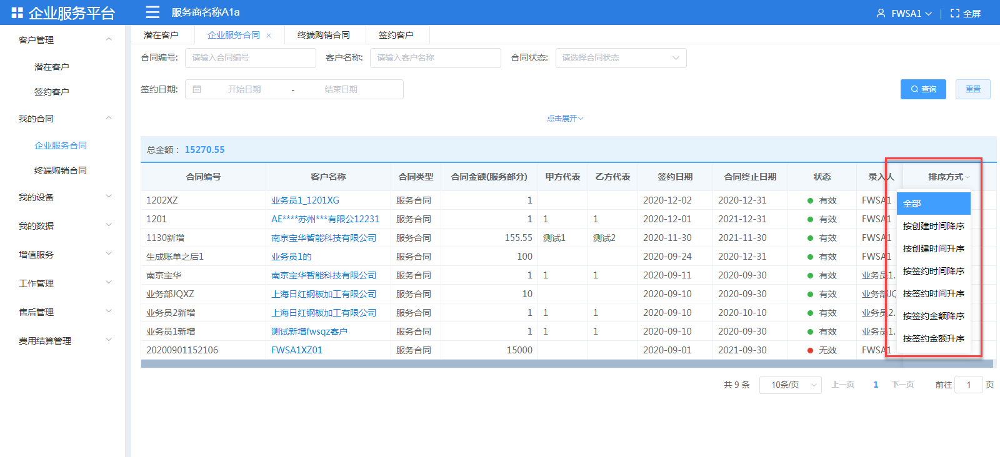 企业服务平台
服务商名称A1a
FWSA1
全屏
客户管理
潜在客户
签约客户
我的合同
企业服务合同
终端购销合同
我的设备
我的数据
增值服务
工作管理
售后管理
费用结算管理
潜在客户 企业服务合同 × 终端购销合同 签约客户
合同编号: 请输入合同编号 客户名称: 请输入客户名称 合同状态: 请选择合同状态
签约日期: 开始日期 - 结束日期 查询 重置
点击展开
总金额： 15270.55
合同编号 客户名称 合同类型 合同金额(服务部分) 甲方代表 乙方代表 签约日期 合同终止日期 状态 录入人 排序方式
1202XZ 业务员1_1201XG 服务合同 1 2020-12-02 2020-12-31 有效 FWSA1
1201 AE****苏州***有限公12231 服务合同 1 1 1 2020-12-01 2021-12-31 有效 FWSA1
1130新增 南京宝华智能科技有限公司 服务合同 155.55 测试1 测试2 2020-11-30 2021-11-30 有效 FWSA1
生成账单之后1 业务员1的 服务合同 100 2020-09-24 2020-12-31 有效 FWSA1
南京宝华 南京宝华智能科技有限公司 服务合同 1 1 1 2020-09-11 2020-09-30 有效 业务员1.
业务部JQXZ 上海日红钢板加工有限公司 服务合同 10 2020-09-10 2020-09-30 有效 业务部JQ
业务员2新增 上海日红钢板加工有限公司 服务合同 1 1 1 2020-09-10 2020-10-10 有效 业务员2.
业务员1新增 测试新增fwsqz客户 服务合同 1 1 1 2020-09-10 2020-09-30 有效 业务员1.
20200901152106 FWSA1XZ01 服务合同 15000 2020-09-01 2021-09-30 无效 FWSA1
全部
按创建时间降序
按创建时间升序
按签约时间降序
按签约时间升序
按签约金额降序
按签约金额升序
共 9 条 10条/页 上一页 1 下一页 前往 1 页